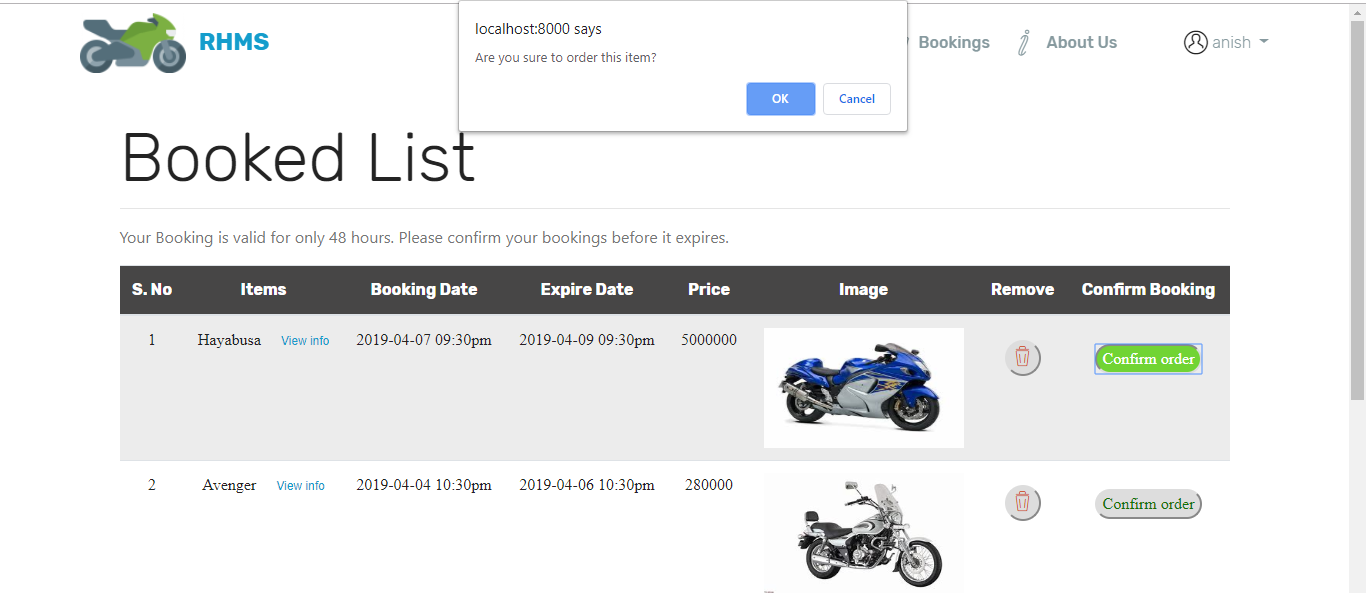 localhost:8000 says
Are you sure to order this item?
OK Cancel
RHMS
Bookings About Us anish
Booked List
Your Booking is valid for only 48 hours. Please confirm your bookings before it expires.
S. No Items Booking Date Expire Date Price Image Remove Confirm Booking
1 Hayabusa View info 2019-04-07 09:30pm 2019-04-09 09:30pm 5000000 Confirm order
2 Avenger View info 2019-04-04 10:30pm 2019-04-06 10:30pm 280000 Confirm order